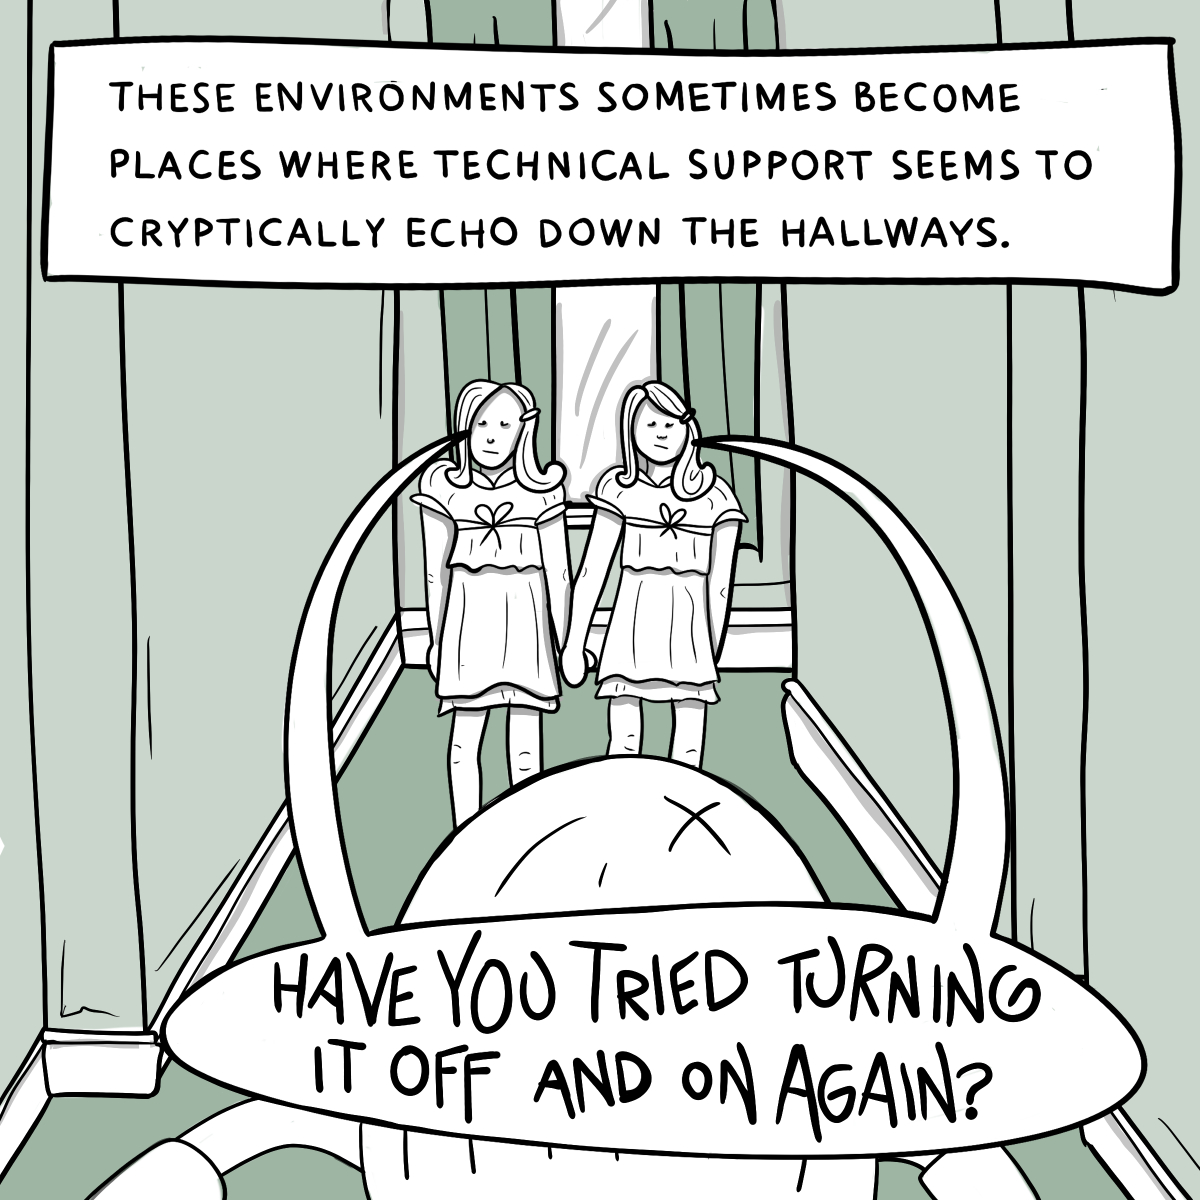 THESE ENVIRONMENTS SOMETIMES BECOME
PLACES WHERE TECHNICAL SUPPORT SEEMS TO
CRYPTICALLY ECHO DOWN THE HALLWAYS.
HAVE YOU TRIED TURNING
IT OFF AND ON AGAIN?